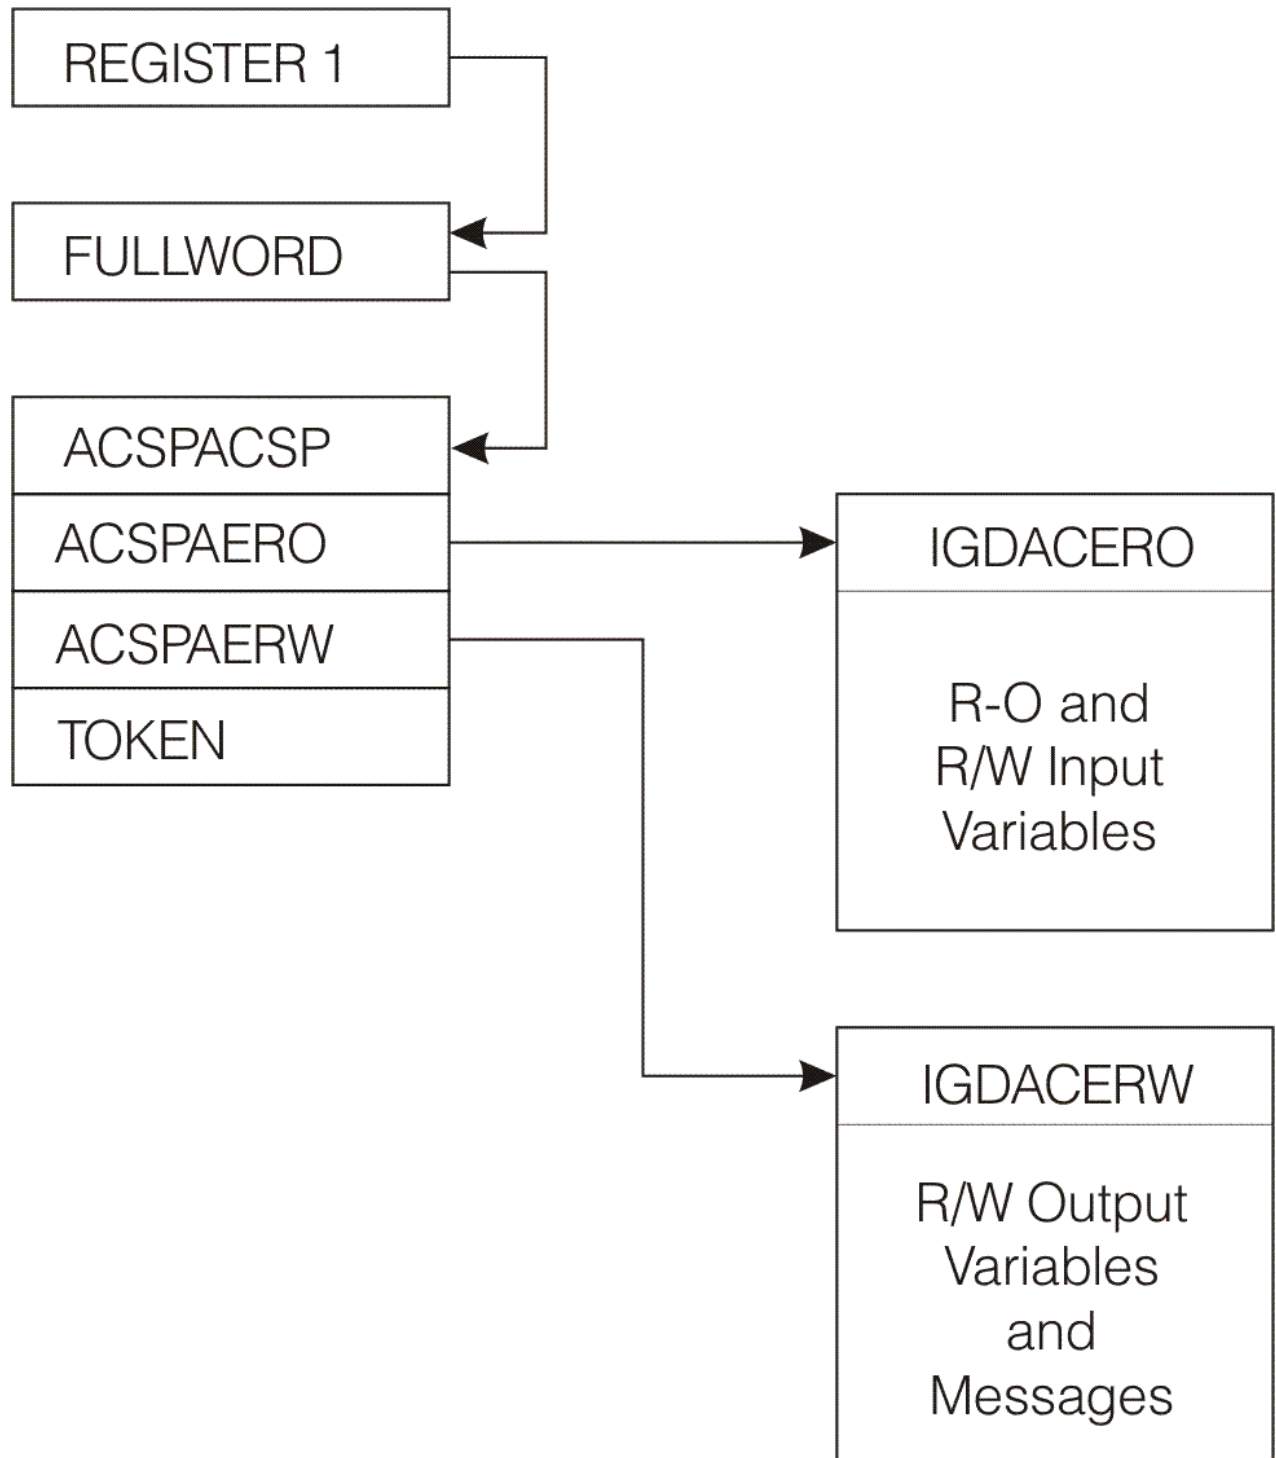 REGISTER 1
FULLWORD
ACSPACSP
ACSPAERO
ACSPAERW
TOKEN
IGDACERO
R-O and
R/W Input
Variables
IGDACERW
R/W Output
Variables
and
Messages